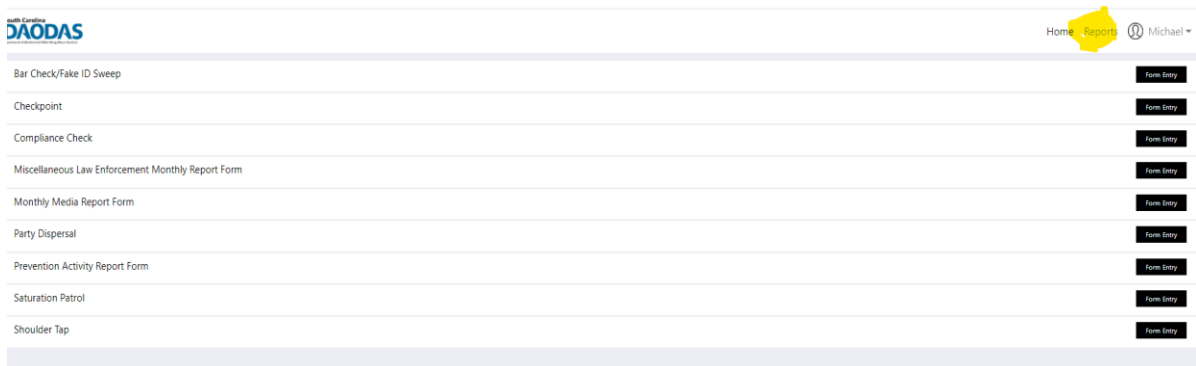 South Carolina
DAODAS
Home Reports Michael
Bar Check/Fake ID Sweep Form Entry
Checkpoint Form Entry
Compliance Check Form Entry
Miscellaneous Law Enforcement Monthly Report Form Form Entry
Monthly Media Report Form Form Entry
Party Dispersal Form Entry
Prevention Activity Report Form Form Entry
Saturation Patrol Form Entry
Shoulder Tap Form Entry